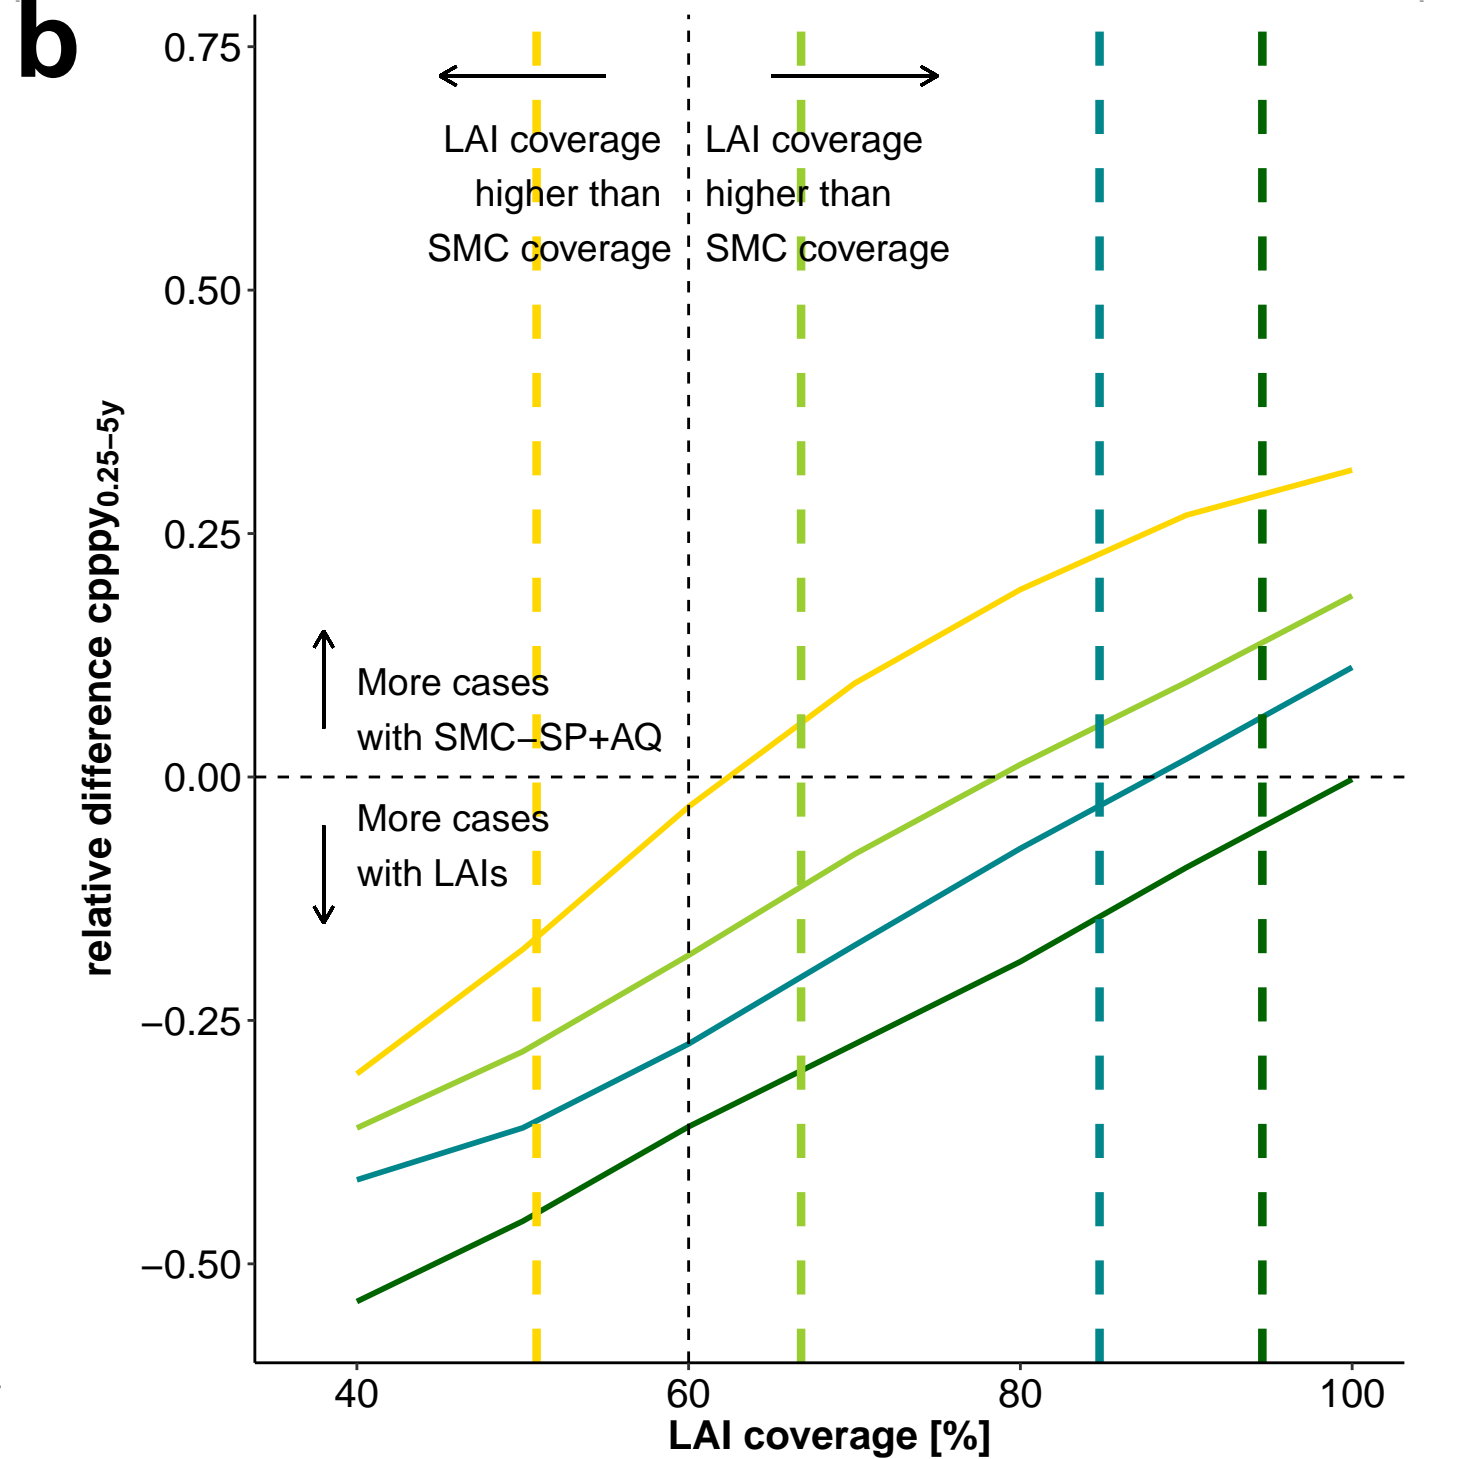 b
0.75
0.50
0.25
0.00
−0.25
−0.50
relative difference cpppy0.25−5y
LAI coverage
higher than
SMC coverage
LAI coverage
higher than
SMC coverage
More cases
with SMC−SP+AQ
More cases
with LAIs
40 60 80 100
LAI coverage [%]